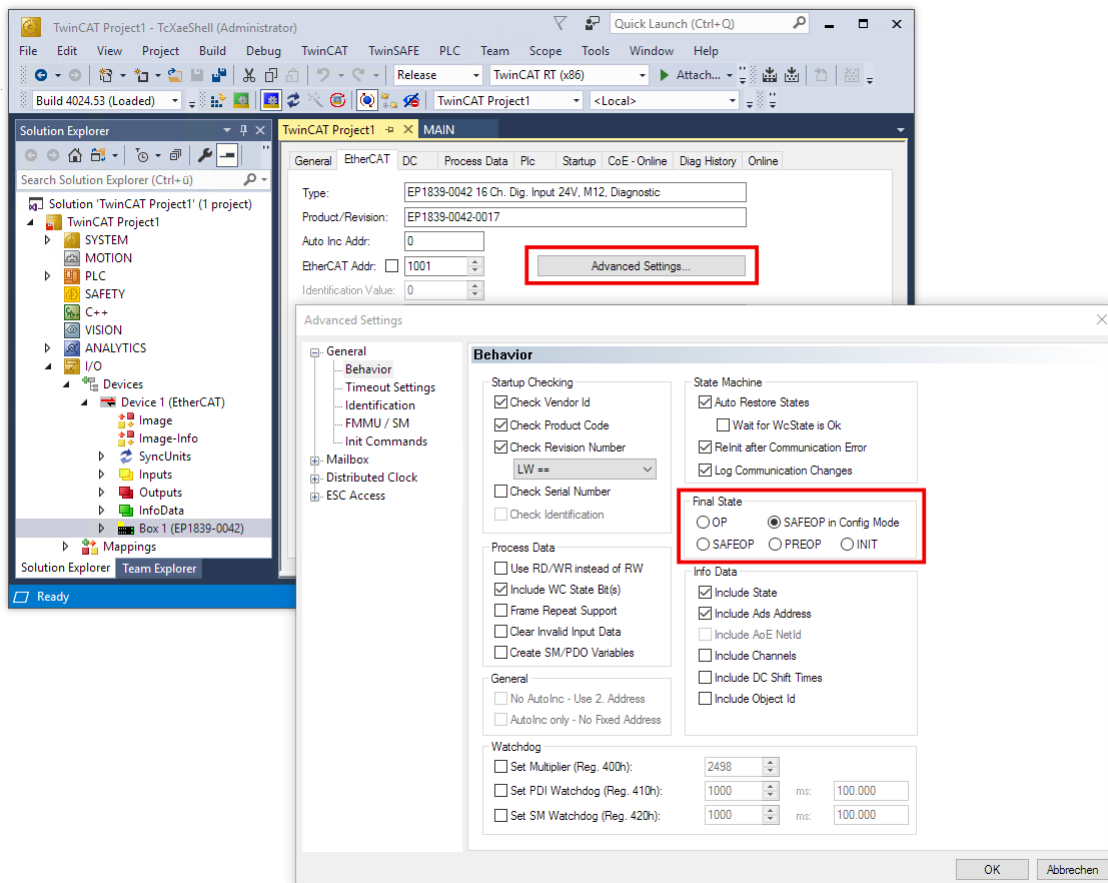 TwinCAT Project1 - TcXaeShell (Administrator)
Quick Launch (Ctrl+Q)
File Edit View Project Build Debug TwinCAT TwinSAFE PLC Team Scope Tools Window Help
Release TwinCAT RT (x86) Attach...
Build 4024.53 (Loaded) TwinCAT Project1 <Local>
Solution Explorer
Search Solution Explorer (Ctrl+ü)
Solution 'TwinCAT Project1' (1 project)
TwinCAT Project1
SYSTEM
MOTION
PLC
SAFETY
C++
VISION
ANALYTICS
I/O
Devices
Device 1 (EtherCAT)
Image
Image-Info
SyncUnits
Inputs
Outputs
InfoData
Box 1 (EP1839-0042)
Mappings
Solution Explorer Team Explorer
Ready
TwinCAT Project1 MAIN
General EtherCAT DC Process Data Plc Startup CoE - Online Diag History Online
Type: EP1839-0042 16 Ch. Dig. Input 24V, M12, Diagnostic
Product/Revision: EP1839-0042-0017
Auto Inc Addr: 0
EtherCAT Addr: 1001 Advanced Settings...
Identification Value: 0
Advanced Settings
General
Behavior
Timeout Settings
Identification
FMMU / SM
Init Commands
Mailbox
Distributed Clock
ESC Access
Behavior
Startup Checking
Check Vendor Id
Check Product Code
Check Revision Number
LW ==
Check Serial Number
Check Identification
Process Data
Use RD/WR instead of RW
Include WC State Bit(s)
Frame Repeat Support
Clear Invalid Input Data
Create SM/PDO Variables
General
No AutoInc - Use 2. Address
AutoInc only - No Fixed Address
State Machine
Auto Restore States
Wait for WcState is Ok
ReInit after Communication Error
Log Communication Changes
Final State
OP SAFEOP in Config Mode
SAFEOP PREOP INIT
Info Data
Include State
Include Ads Address
Include AoE NetId
Include Channels
Include DC Shift Times
Include Object Id
Watchdog
Set Multiplier (Reg. 400h): 2498
Set PDI Watchdog (Reg. 410h): 1000 ms: 100.000
Set SM Watchdog (Reg. 420h): 1000 ms: 100.000
OK Abbrechen